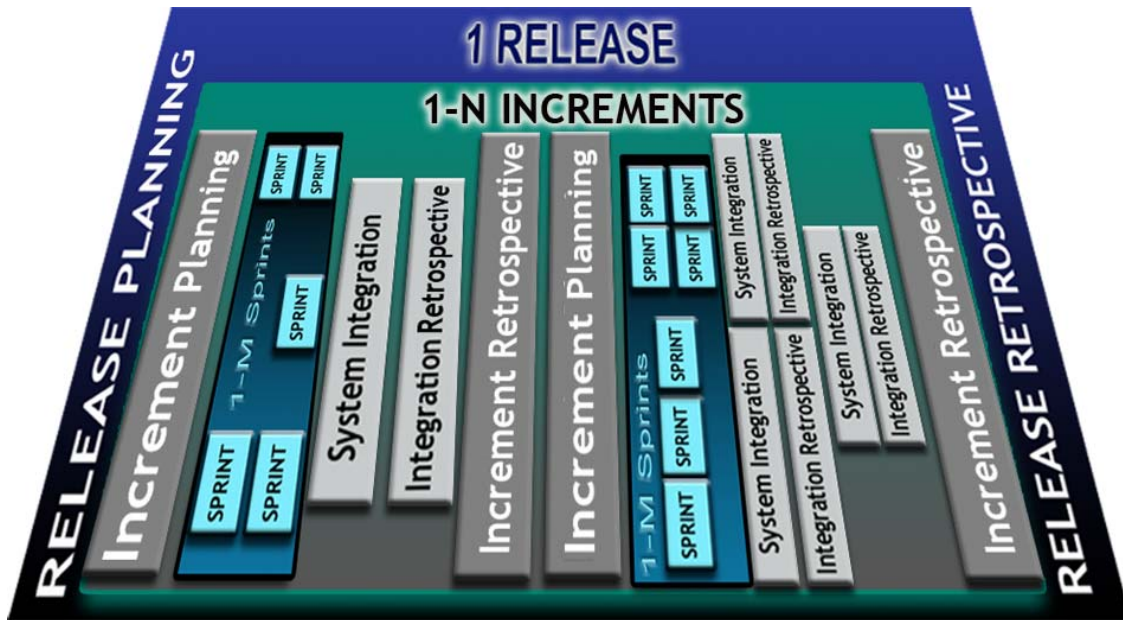 1 RELEASE
1-N INCREMENTS
RELEASE PLANNING
Increment Planning
1-M Sprints
SPRINT
SPRINT
SPRINT
SPRINT
SPRINT
System Integration
Integration Retrospective
Increment Retrospective
Increment Planning
1-M Sprints
SPRINT
SPRINT
SPRINT
SPRINT
SPRINT
SPRINT
SPRINT
System Integration
Integration Retrospective
System Integration
Integration Retrospective
System Integration
Integration Retrospective
Increment Retrospective
RELEASE RETROSPECTIVE